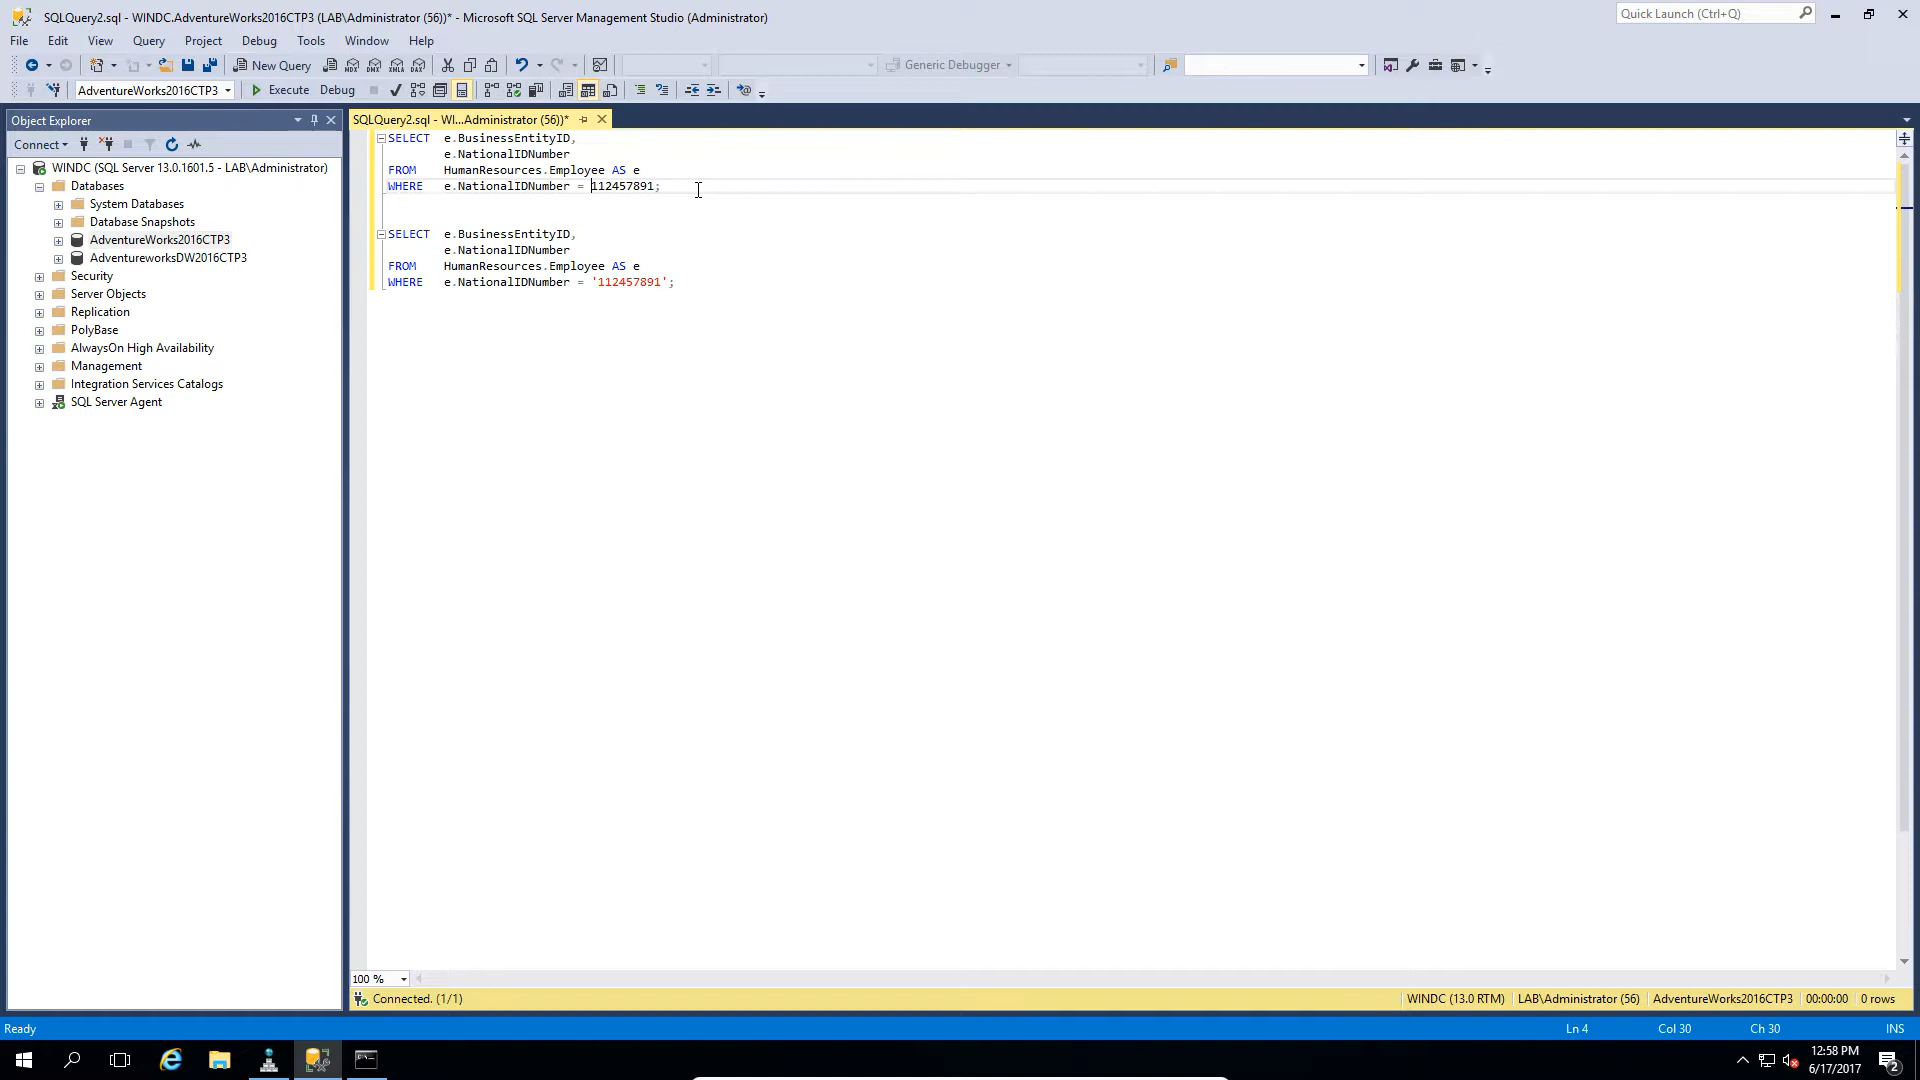 SQLQuery2.sql - WINDC.AdventureWorks2016CTP3 (LAB\Administrator (56))* - Microsoft SQL Server Management Studio (Administrator)
Quick Launch (Ctrl+Q)
File Edit View Query Project Debug Tools Window Help
New Query
MDX DMX XMLA DAX
Generic Debugger
AdventureWorks2016CTP3
Execute Debug
Object Explorer
SQLQuery2.sql - WI...Administrator (56))*
Connect
WINDC (SQL Server 13.0.1601.5 - LAB\Administrator)
Databases
System Databases
Database Snapshots
AdventureWorks2016CTP3
AdventureworksDW2016CTP3
Security
Server Objects
Replication
PolyBase
AlwaysOn High Availability
Management
Integration Services Catalogs
SQL Server Agent
SELECT e.BusinessEntityID,
e.NationalIDNumber
FROM HumanResources.Employee AS e
WHERE e.NationalIDNumber = 112457891;
SELECT e.BusinessEntityID,
e.NationalIDNumber
FROM HumanResources.Employee AS e
WHERE e.NationalIDNumber = '112457891';
100 %
Connected. (1/1)
WINDC (13.0 RTM) LAB\Administrator (56) AdventureWorks2016CTP3 00:00:00 0 rows
Ready
Ln 4 Col 30 Ch 30 INS
12:58 PM
6/17/2017
2